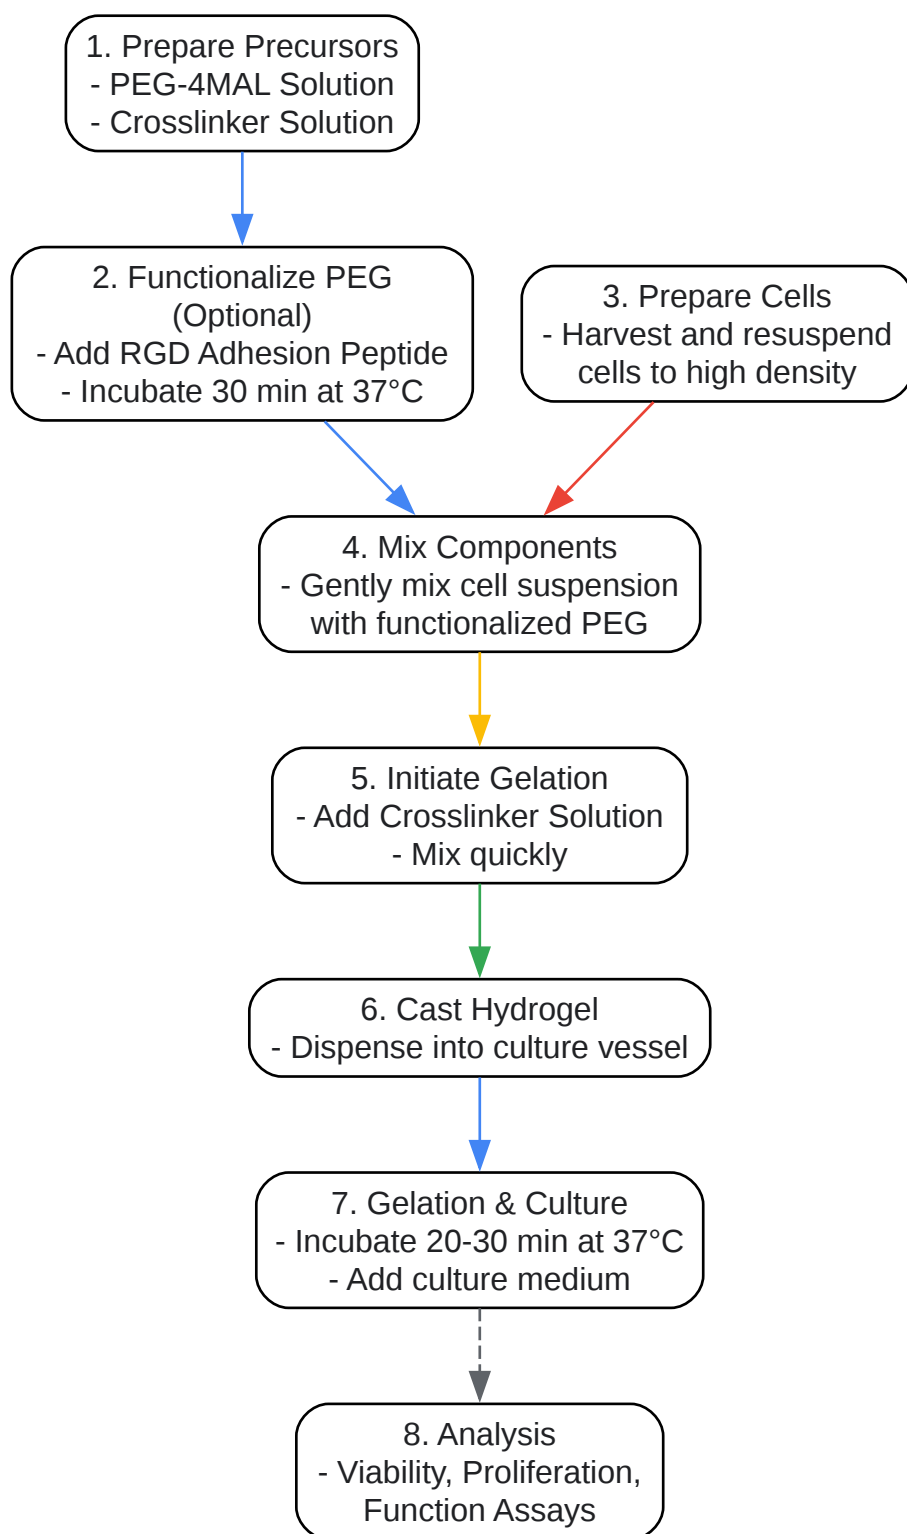 1. Prepare Precursors
- PEG-4MAL Solution
- Crosslinker Solution
2. Functionalize PEG
(Optional)
- Add RGD Adhesion Peptide
- Incubate 30 min at 37°C
3. Prepare Cells
- Harvest and resuspend
cells to high density
4. Mix Components
- Gently mix cell suspension
with functionalized PEG
5. Initiate Gelation
- Add Crosslinker Solution
- Mix quickly
6. Cast Hydrogel
- Dispense into culture vessel
7. Gelation & Culture
- Incubate 20-30 min at 37°C
- Add culture medium
8. Analysis
- Viability, Proliferation,
Function Assays